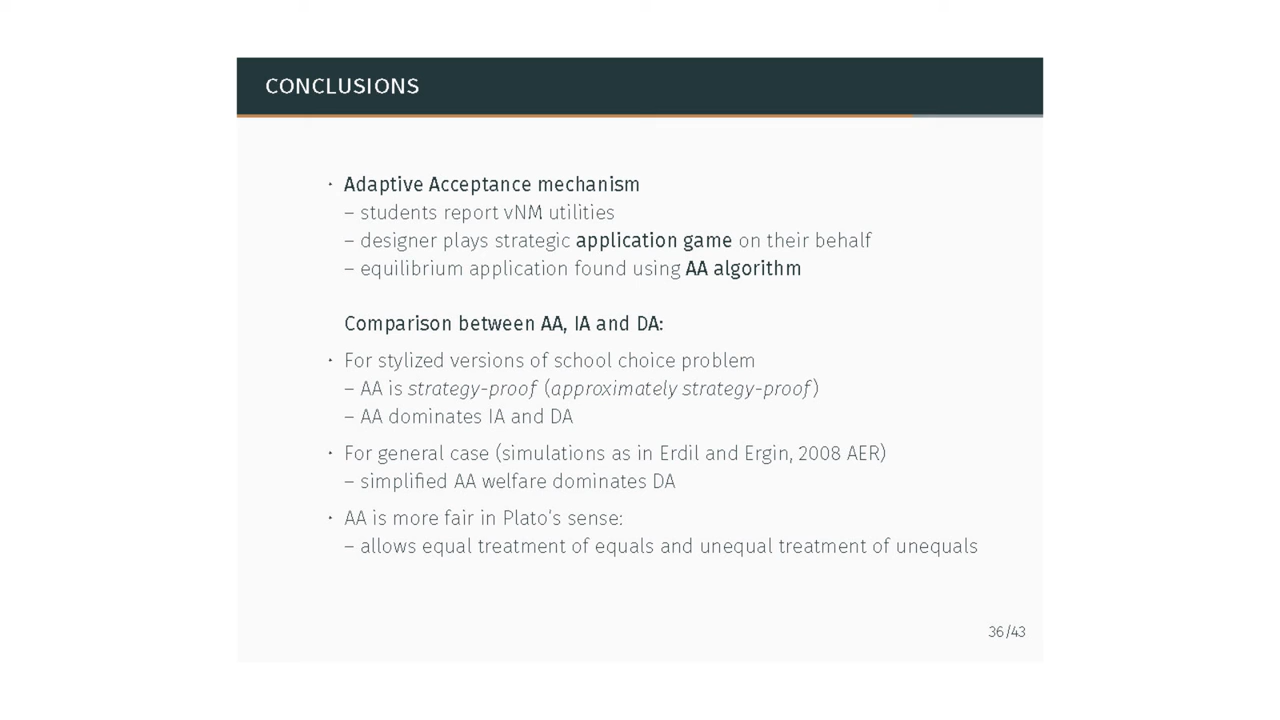 CONCLUSIONS
· Adaptive Acceptance mechanism
– students report vNM utilities
– designer plays strategic application game on their behalf
– equilibrium application found using AA algorithm
Comparison between AA, IA and DA:
· For stylized versions of school choice problem
– AA is strategy-proof (approximately strategy-proof)
– AA dominates IA and DA
· For general case (simulations as in Erdil and Ergin, 2008 AER)
– simplified AA welfare dominates DA
· AA is more fair in Plato's sense:
– allows equal treatment of equals and unequal treatment of unequals
36/43